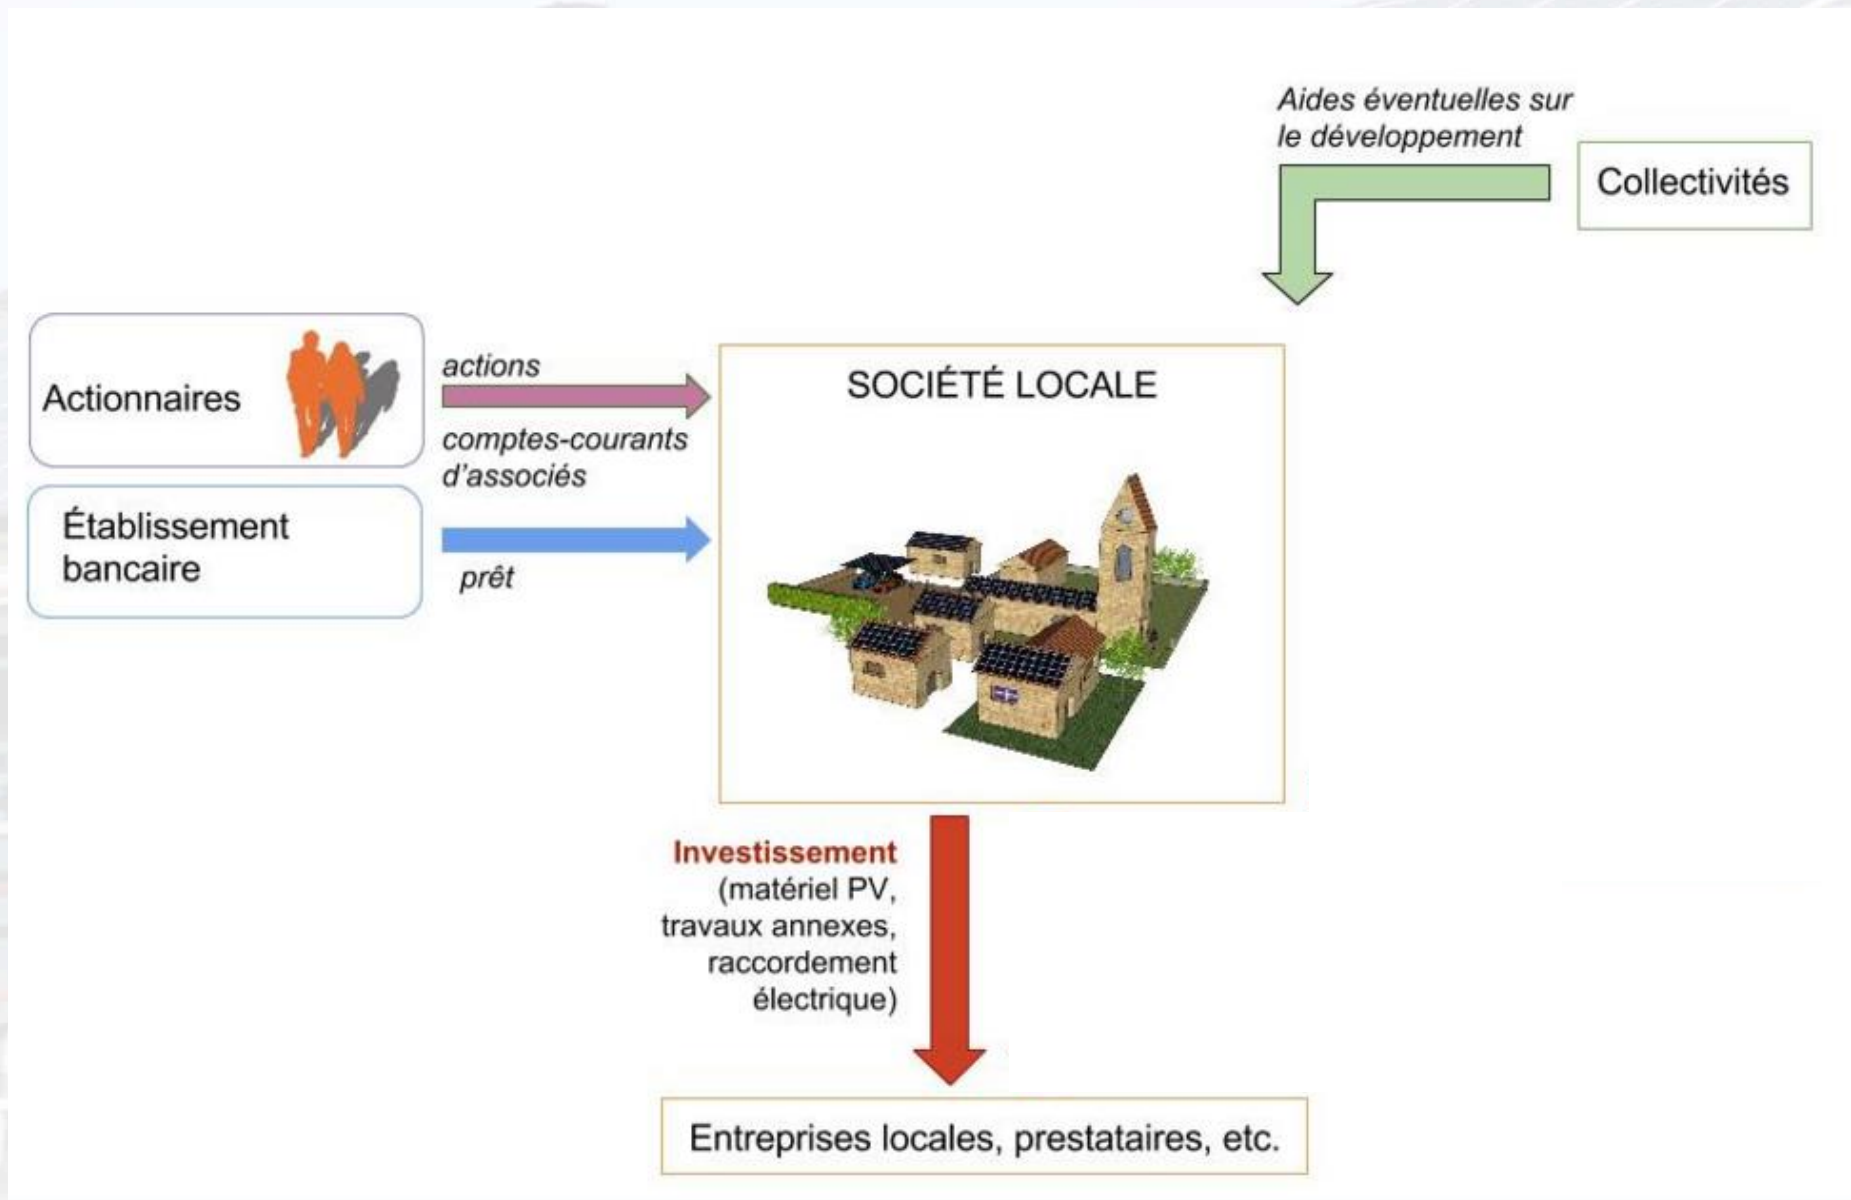 Aides éventuelles sur
le développement
Collectivités
Actionnaires
actions
comptes-courants
d'associés
Établissement
bancaire
prêt
SOCIÉTÉ LOCALE
Investissement
(matériel PV,
travaux annexes,
raccordement
électrique)
Entreprises locales, prestataires, etc.